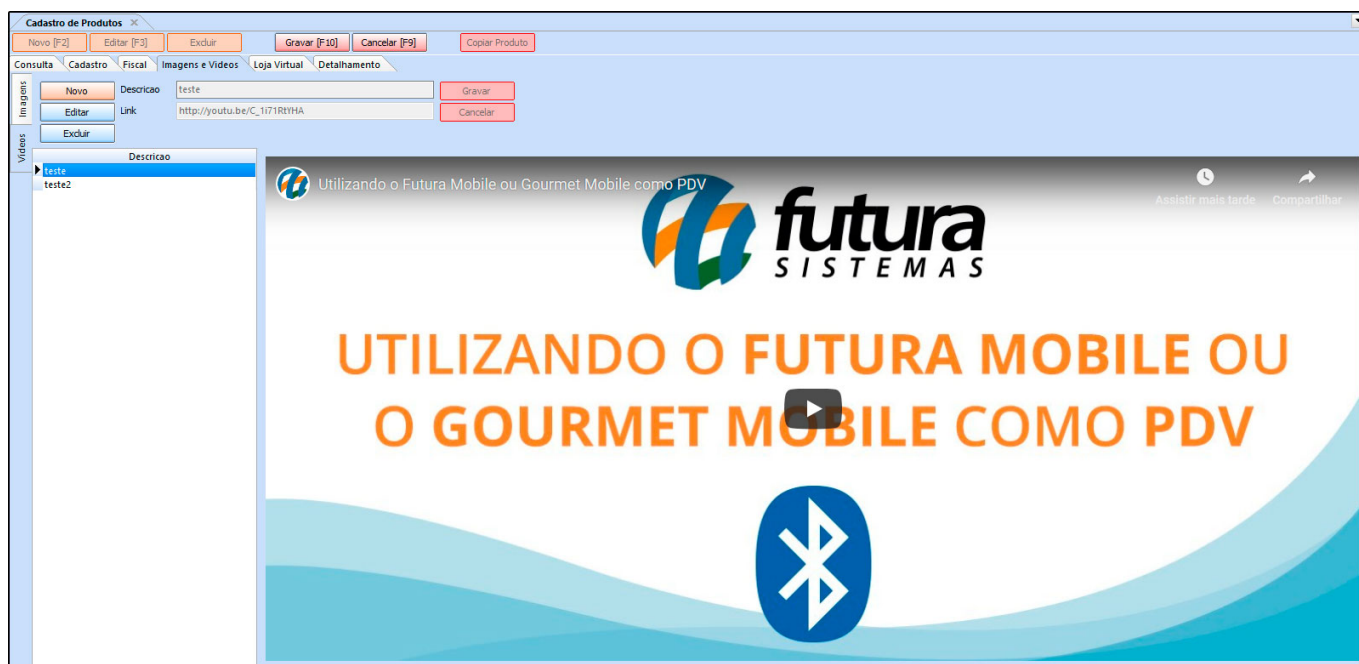 Cadastro de Produtos
Novo [F2] Editar [F3] Excluir Gravar [F10] Cancelar [F9] Copiar Produto
Consulta Cadastro Fiscal Imagens e Videos Loja Virtual Detalhamento
Imagens
Videos
Novo Descricao teste Gravar
Editar Link http://youtu.be/C_1i71RtYHA Cancelar
Excluir
Descricao
teste
teste2
Utilizando o Futura Mobile ou Gourmet Mobile como PDV
Assistir mais tarde Compartilhar
futura
SISTEMAS
UTILIZANDO O FUTURA MOBILE OU
O GOURMET MOBILE COMO PDV